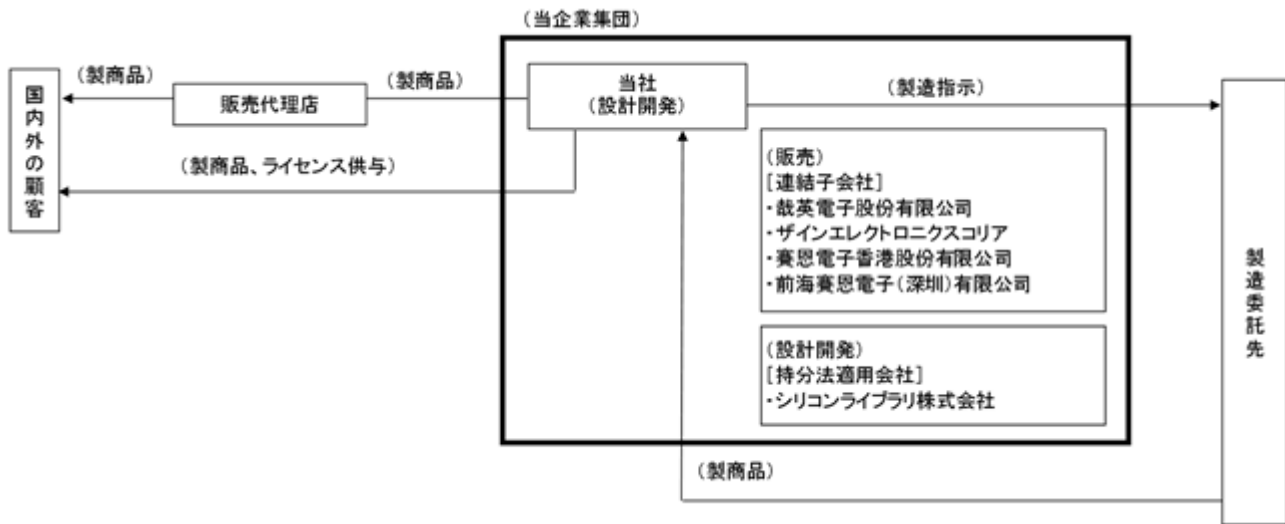 （当企業集団）
国内外の顧客
（製商品）
販売代理店
（製商品）
当社
（設計開発）
（製造指示）
（製商品、ライセンス供与）
（販売）
［連結子会社］
・哉英電子股份有限公司
・ザインエレクトロニクスコリア
・賽恩電子香港股份有限公司
・前海賽恩電子（深圳）有限公司
（設計開発）
［持分法適用会社］
・シリコンライブラリ株式会社
製造委託先
（製商品）